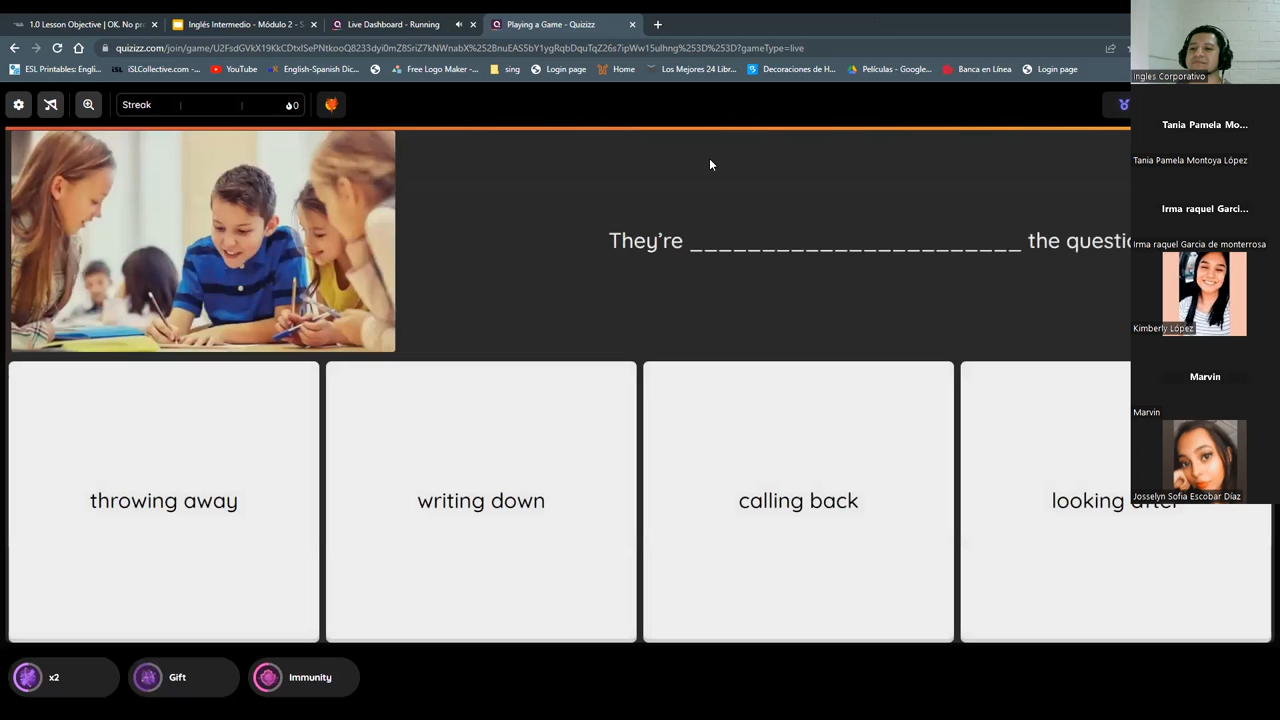 1.0 Lesson Objective | OK. No pr
Inglés Intermedio - Módulo 2 - S
Live Dashboard - Running
Playing a Game - Quizizz
quizizz.com/join/game/U2FsdGVkX19KkCDtxISePNtkooQ8233dyi0mZ8SriZ7kNWnabX%252BnuEAS5bY1ygRqbDquTqZ26s7ipWw15ulhng%253D%253D?gameType=live
ESL Printables: Engli...
iSLCollective.com -...
YouTube
English-Spanish Dic...
Free Logo Maker -...
sing
Login page
Home
Los Mejores 24 Libr...
Decoraciones de H...
Películas - Google...
Banca en Línea
Login page
Ingles Corporativo
Streak
0
Tania Pamela Mo...
Tania Pamela Montoya López
Irma raquel Garci...
Irma raquel Garcia de monterrosa
They’re _______________________ the questio
Kimberly López
Marvin
Marvin
Josselyn Sofia Escobar Díaz
throwing away
writing down
calling back
looking after
x2
Gift
Immunity